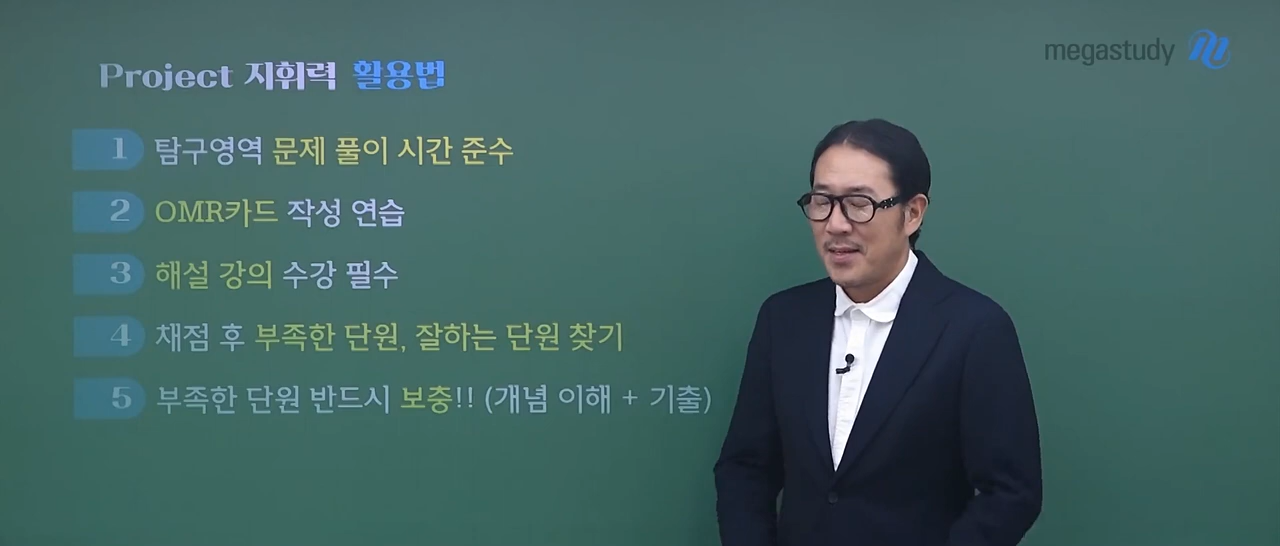 Project 지휘력 활용법
megastudy
1 탐구영역 문제 풀이 시간 준수
2 OMR카드 작성 연습
3 해설 강의 수강 필수
4 채점 후 부족한 단원, 잘하는 단원 찾기
5 부족한 단원 반드시 보충!! (개념 이해 + 기출)